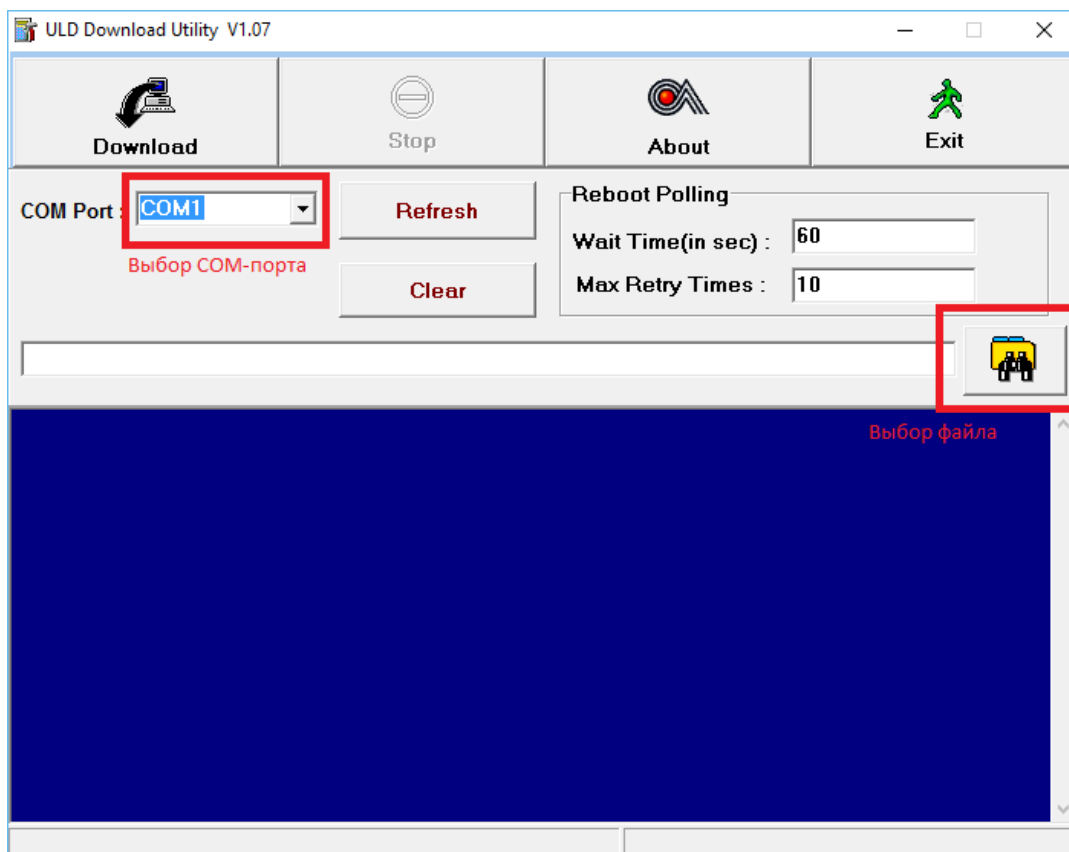 ULD Download Utility V1.07
Download
Stop
About
Exit
COM Port :
COM1
Refresh
Reboot Polling
Wait Time(in sec) :
60
Выбор COM-порта
Clear
Max Retry Times :
10
Выбор файла